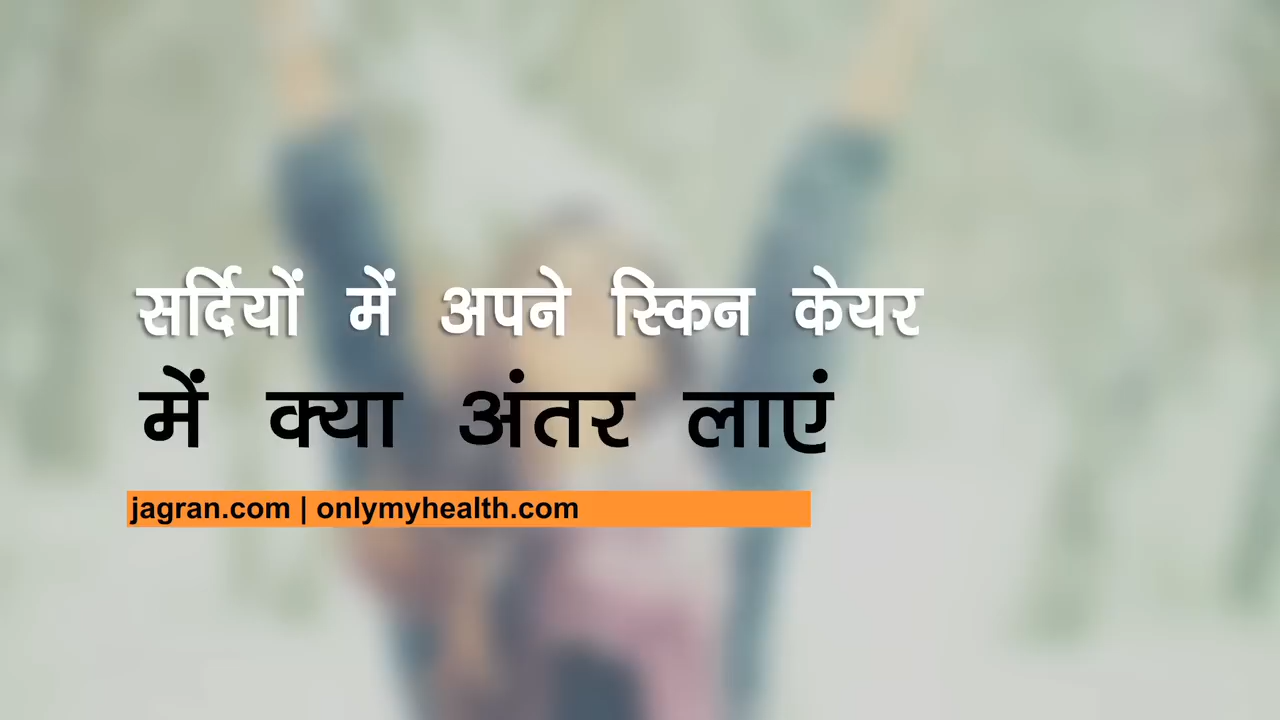 सर्दियों में अपने स्किन केयर
में क्या अंतर लाएं
jagran.com | onlymyhealth.com